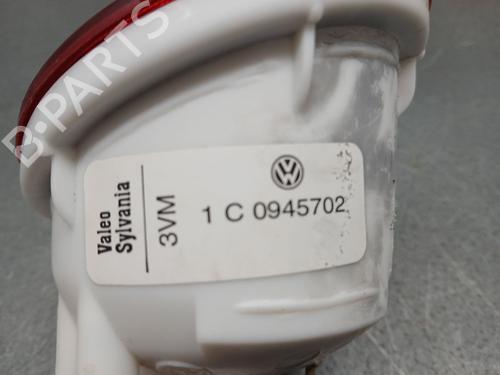 B-PARTS
Valeo
Sylvania
3VM
1 C 0945702